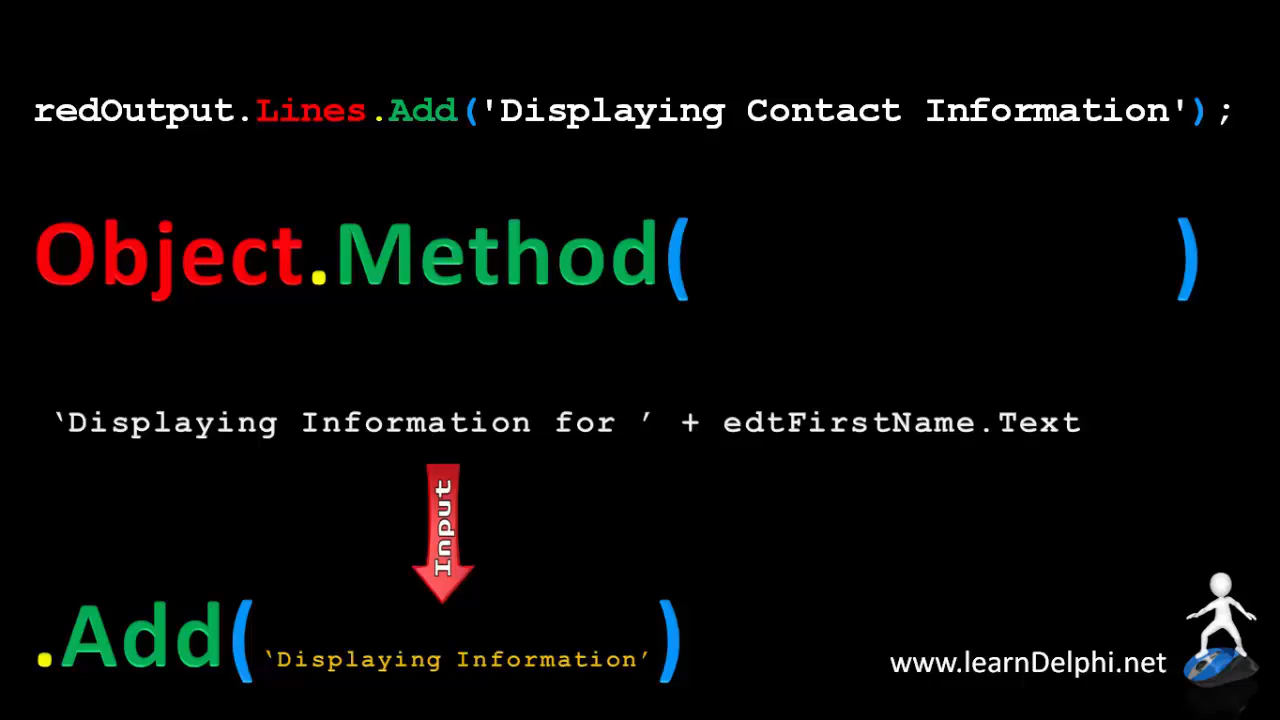 redOutput.Lines.Add('Displaying Contact Information');
Object.Method( )
‘Displaying Information for ’ + edtFirstName.Text
Input
.Add(‘Displaying Information’)
www.learnDelphi.net